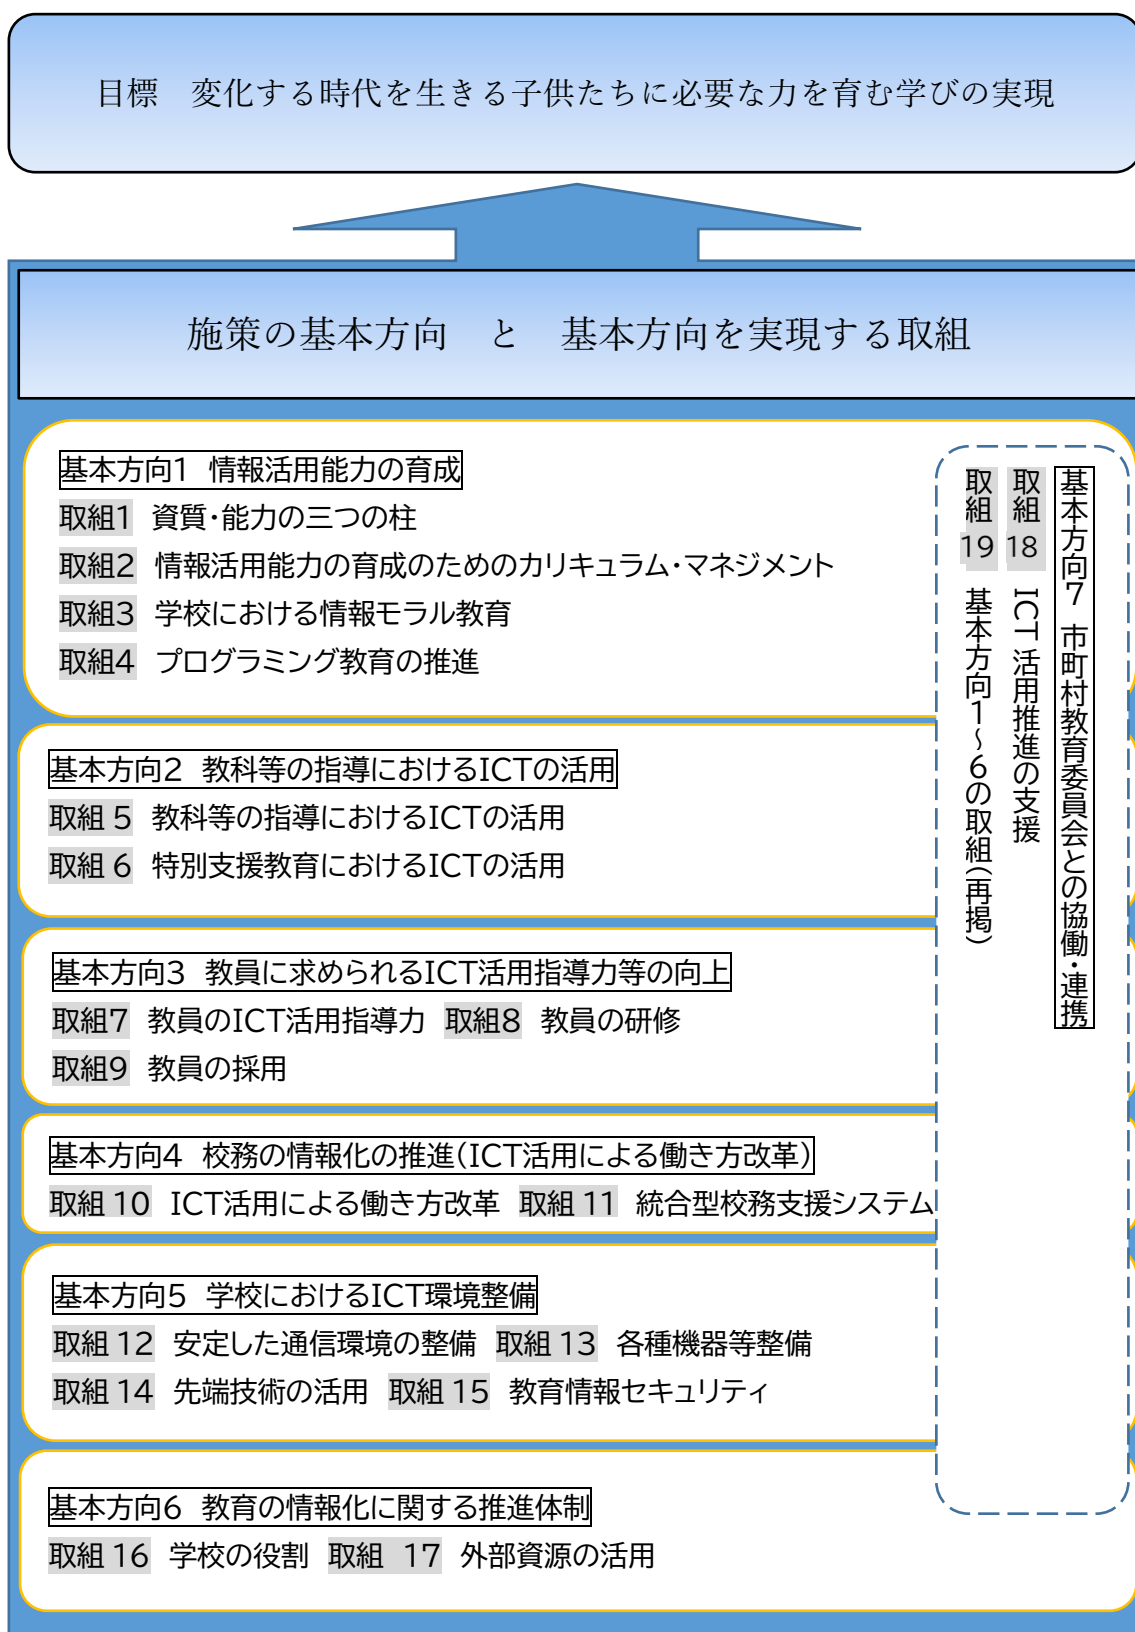 目標　変化する時代を生きる子供たちに必要な力を育む学びの実現
施策の基本方向　と　基本方向を実現する取組
基本方向1 情報活用能力の育成
取組1 資質・能力の三つの柱
取組2 情報活用能力の育成のためのカリキュラム・マネジメント
取組3 学校における情報モラル教育
取組4 プログラミング教育の推進
基本方向2 教科等の指導におけるICTの活用
取組 5 教科等の指導におけるICTの活用
取組 6 特別支援教育におけるICTの活用
基本方向3 教員に求められるICT活用指導力等の向上
取組7 教員のICT活用指導力 取組8 教員の研修
取組9 教員の採用
基本方向4 校務の情報化の推進(ICT活用による働き方改革)
取組 10 ICT活用による働き方改革 取組 11 統合型校務支援システム
基本方向5 学校におけるICT環境整備
取組 12 安定した通信環境の整備 取組 13 各種機器等整備
取組 14 先端技術の活用 取組 15 教育情報セキュリティ
基本方向6 教育の情報化に関する推進体制
取組 16 学校の役割 取組 17 外部資源の活用
基本方向7 市町村教育委員会との協働・連携
取組 18 ICT 活用推進の支援
取組 19 基本方向1~6の取組(再掲)